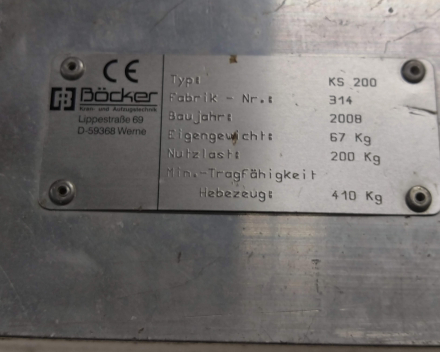 CE
Böcker
Kran- und Aufzugstechnik
Lippestraße 69
D-59368 Werne
Typ: KS 200
Fabrik - Nr.: 314
Baujahr: 2008
Eigengewicht: 67 Kg
Nutzlast: 200 Kg
Min.-Tragfähigkeit
Hebezeug: 410 Kg